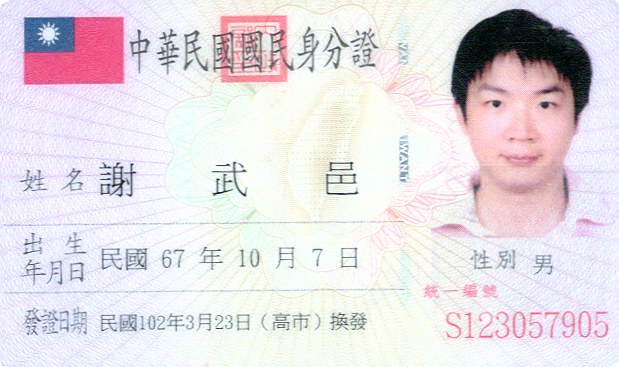 中華民國國民身分證
姓名 謝武邑
出生年月日 民國 67 年 10 月 7 日
性別 男
統一編號
發證日期 民國102年3月23日(高市)換發
S123057905
TAIWAN